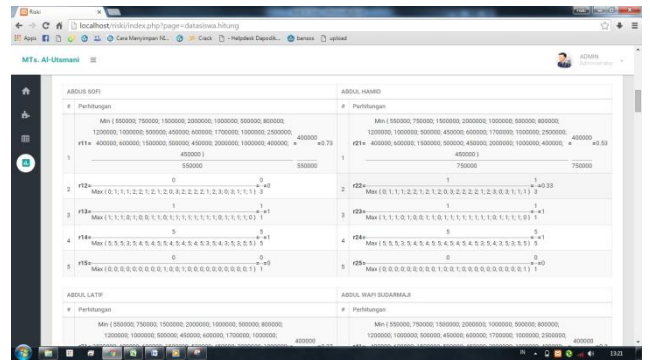 Riski
localhost/riski/index.php?page=datasiswa.hitung
Apps
Cara Menyimpan NI...
Crack
- Helpdesk Dapodik...
bansos
upload
MTs. Al-Utsmani
ADMIN
Administrator
ABDUS SOFI
# Perhitungan
Min ( 550000; 750000; 1500000; 2000000; 1000000; 500000; 800000;
1200000; 1000000; 500000; 450000; 600000; 1700000; 1000000; 2500000;
r11= 400000; 600000; 1500000; 500000; 450000; 2000000; 1000000; 400000; = 400000 =0.73
1 450000 )
550000 550000
0 0
2 r12= = =0
Max ( 0; 1; 1; 1; 2; 2; 1; 2; 1; 2; 0; 3; 2; 2; 2; 2; 1; 2; 3; 0; 3; 1; 1; 1 ) 3
1 1
3 r13= = =1
Max ( 1; 1; 1; 0; 1; 0; 0; 1; 1; 0; 1; 1; 1; 1; 1; 1; 1; 1; 0; 1; 1; 1; 0 ) 1
5 5
4 r14= = =1
Max ( 5; 5; 5; 3; 5; 4; 5; 4; 5; 5; 4; 5; 4; 5; 4; 5; 3; 5; 4; 3; 5; 3; 5; 5 ) 5
0 0
5 r15= = =0
Max ( 0; 0; 0; 0; 0; 0; 0; 0; 1; 0; 0; 1; 0; 0; 0; 0; 0; 0; 0; 0; 0; 0; 1 ) 1
ABDUL HAMID
# Perhitungan
Min ( 550000; 750000; 1500000; 2000000; 1000000; 500000; 800000;
1200000; 1000000; 500000; 450000; 600000; 1700000; 1000000; 2500000;
r21= 400000; 600000; 1500000; 500000; 450000; 2000000; 1000000; 400000; = 400000 =0.53
1 450000 )
750000 750000
1 1
2 r22= = =0.33
Max ( 0; 1; 1; 1; 2; 2; 1; 2; 1; 2; 0; 3; 2; 2; 2; 2; 1; 2; 3; 0; 3; 1; 1; 1 ) 3
1 1
3 r23= = =1
Max ( 1; 1; 1; 0; 1; 0; 0; 1; 1; 0; 1; 1; 1; 1; 1; 1; 1; 1; 0; 1; 1; 1; 0 ) 1
5 5
4 r24= = =1
Max ( 5; 5; 5; 3; 5; 4; 5; 4; 5; 5; 4; 5; 4; 5; 4; 5; 3; 5; 4; 3; 5; 3; 5; 5 ) 5
0 0
5 r25= = =0
Max ( 0; 0; 0; 0; 0; 0; 0; 0; 1; 0; 0; 1; 0; 0; 0; 0; 0; 0; 0; 0; 0; 0; 1 ) 1
ABDUL LATIF
# Perhitungan
Min ( 550000; 750000; 1500000; 2000000; 1000000; 500000; 800000;
1200000; 1000000; 500000; 450000; 600000; 1700000; 1000000;
400000
ABDUL WAFI SUDARMAJI
# Perhitungan
Min ( 550000; 750000; 1500000; 2000000; 1000000; 500000; 800000;
1200000; 1000000; 500000; 450000; 600000; 1700000; 1000000; 2500000;
400000
IN
13:21